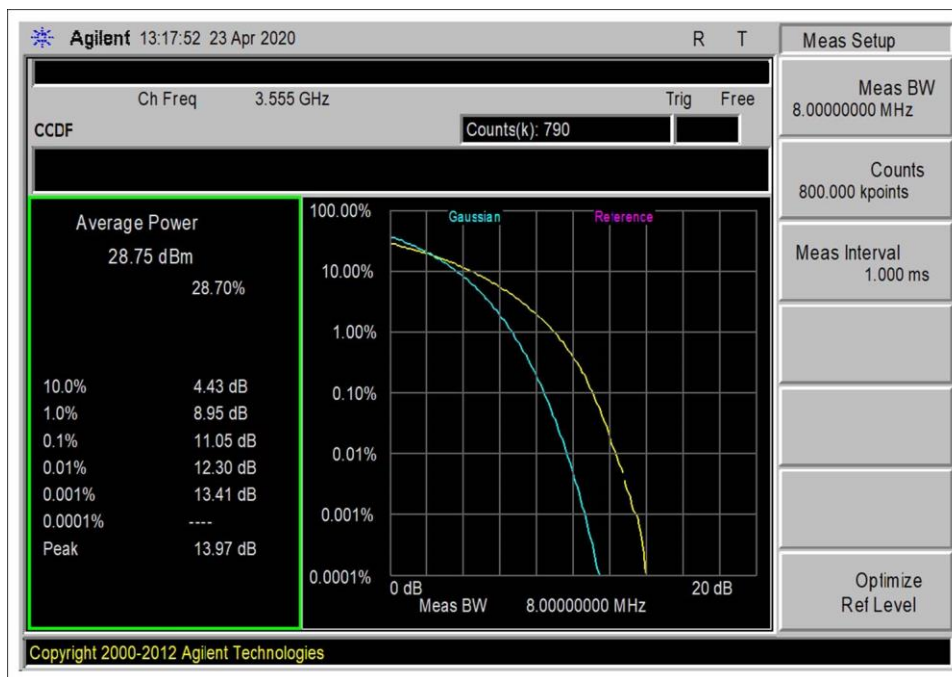 Agilent 13:17:52 23 Apr 2020 R T
Ch Freq 3.555 GHz Trig Free
CCDF Counts(k): 790
Average Power
28.75 dBm
28.70%
10.0% 4.43 dB
1.0% 8.95 dB
0.1% 11.05 dB
0.01% 12.30 dB
0.001% 13.41 dB
0.0001% ----
Peak 13.97 dB
Gaussian Reference
100.00%
10.00%
1.00%
0.10%
0.01%
0.001%
0.0001%
0 dB 20 dB
Meas BW 8.00000000 MHz
Meas Setup
Meas BW
8.00000000 MHz
Counts
800.000 kpoints
Meas Interval
1.000 ms
Optimize
Ref Level
Copyright 2000-2012 Agilent Technologies